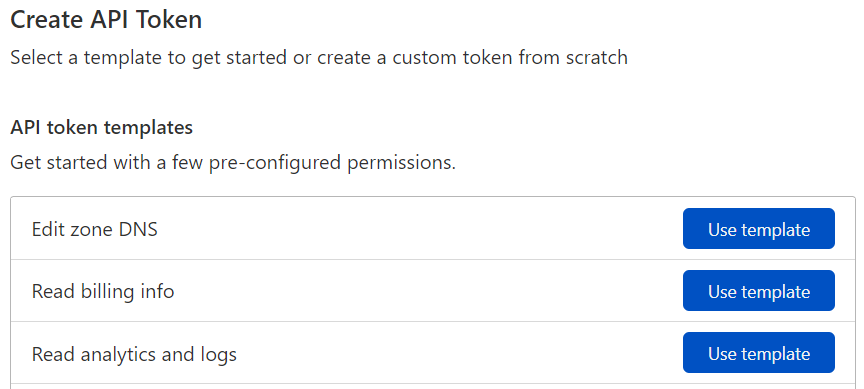 Create API Token
Select a template to get started or create a custom token from scratch
API token templates
Get started with a few pre-configured permissions.
Edit zone DNS Use template
Read billing info Use template
Read analytics and logs Use template